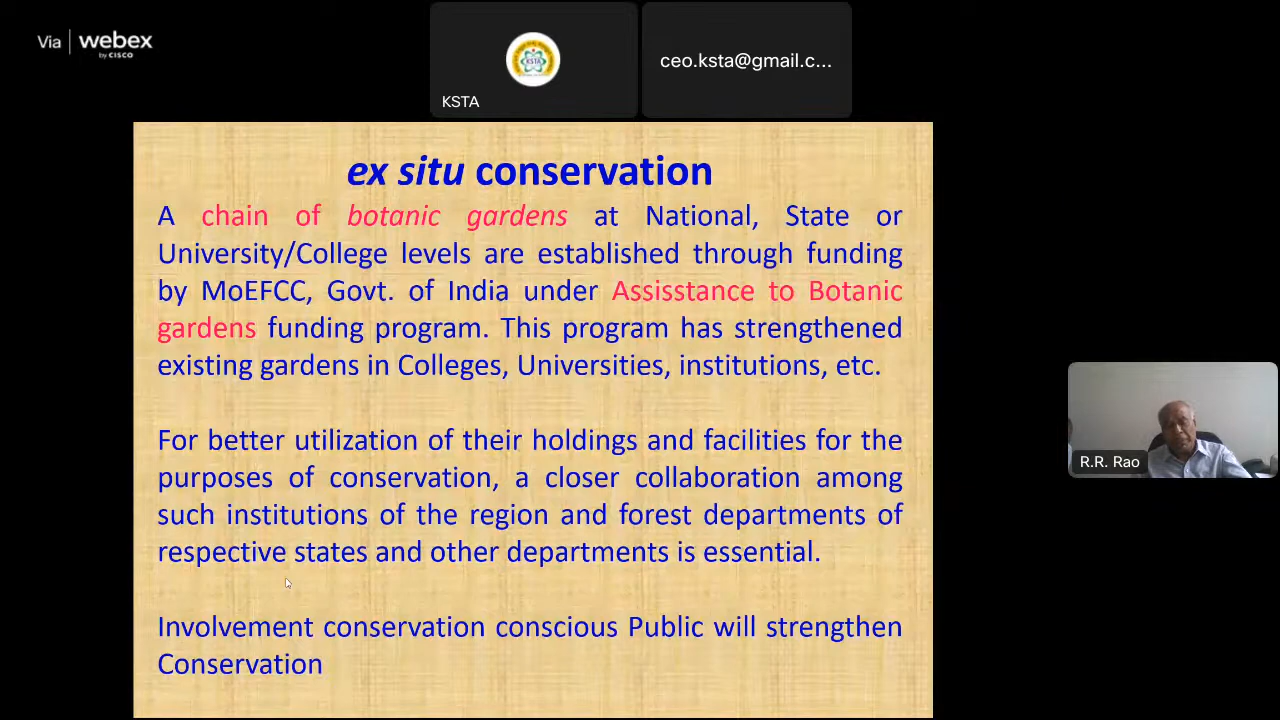 Via webex
by CISCO
KSTA
KSTA
ceo.ksta@gmail.c...
ex situ conservation
A chain of botanic gardens at National, State or
University/College levels are established through funding
by MoEFCC, Govt. of India under Assisstance to Botanic
gardens funding program. This program has strengthened
existing gardens in Colleges, Universities, institutions, etc.
For better utilization of their holdings and facilities for the
purposes of conservation, a closer collaboration among
such institutions of the region and forest departments of
respective states and other departments is essential.
Involvement conservation conscious Public will strengthen
Conservation
R.R. Rao